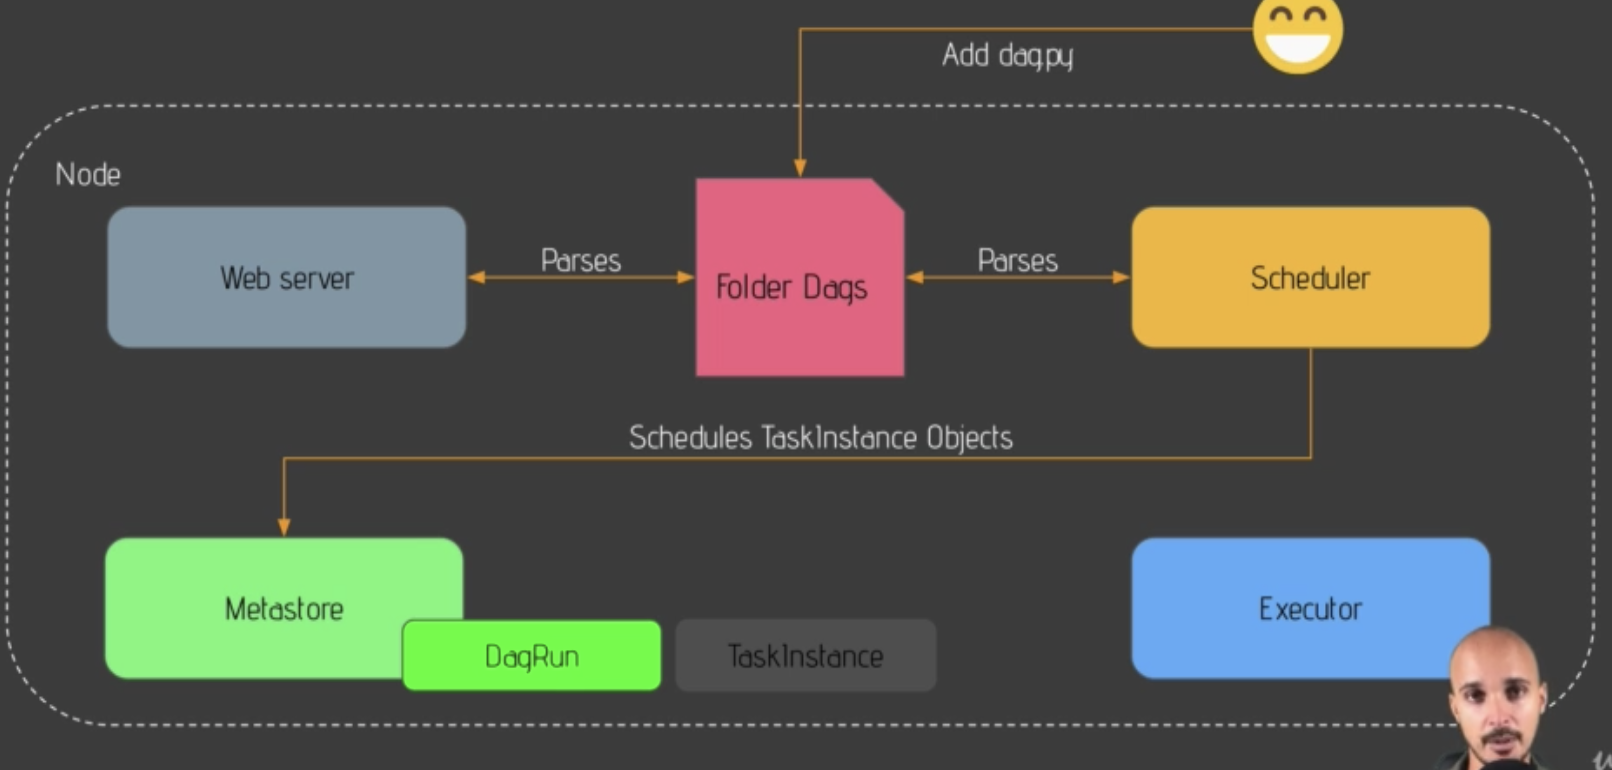 Add dag.py
Node
Web server
Parses
Folder Dags
Parses
Scheduler
Schedules TaskInstance Objects
Metastore
DagRun
TaskInstance
Executor